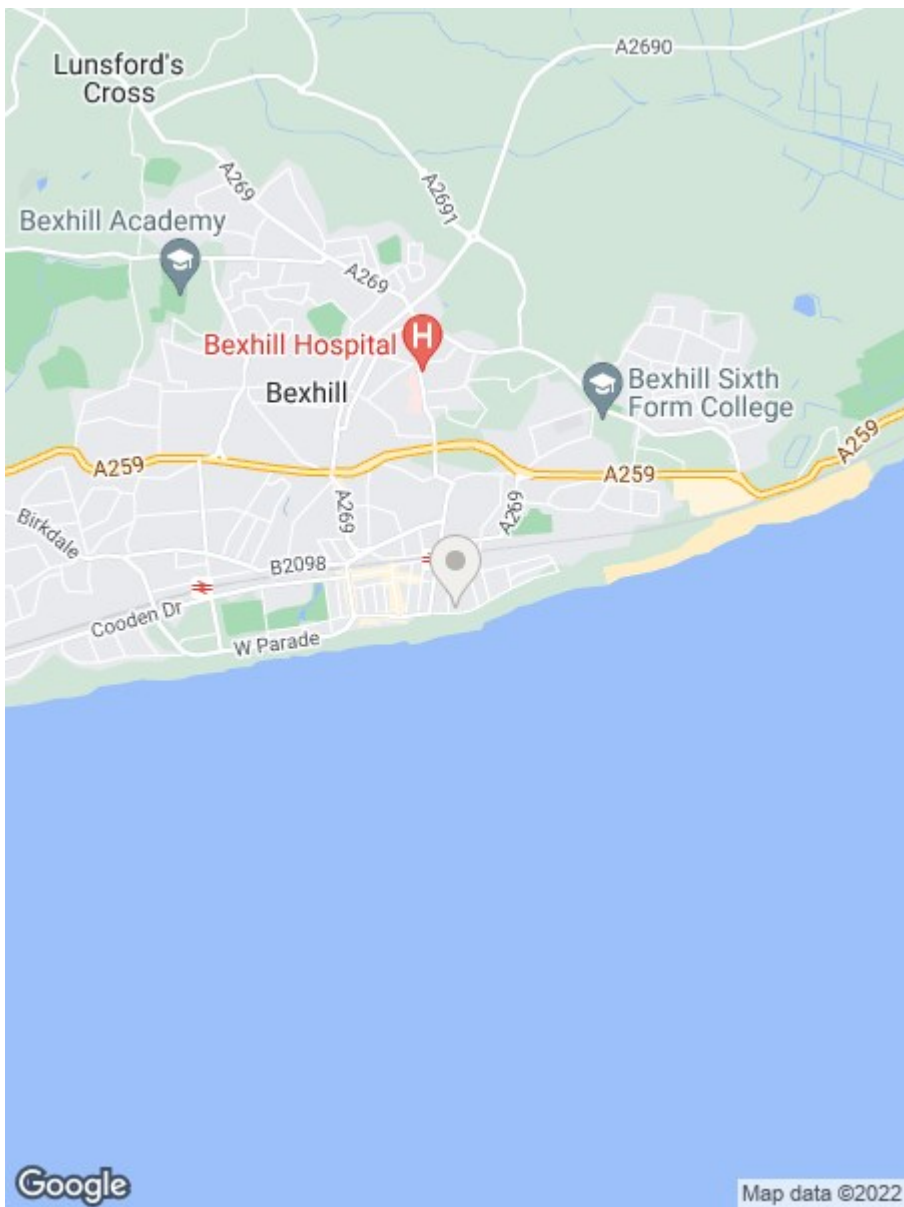 A2690
Lunsford's
Cross
A269
A2691
Bexhill Academy
A269
Bexhill Hospital
H
Bexhill Sixth
Form College
Bexhill
A259
A259
A259
A269
A269
Birkdale
B2098
Cooden Dr
W Parade
Google
Map data ©2022